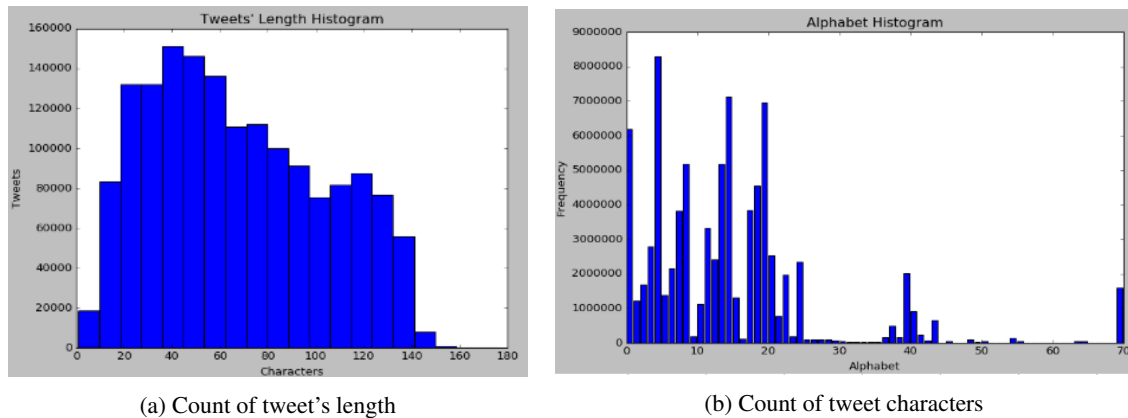 Tweets' Length Histogram
160000
140000
120000
100000
80000
60000
40000
20000
0
Tweets
0 20 40 60 80 100 120 140 160 180
Characters
(a) Count of tweet's length
Alphabet Histogram
9000000
8000000
7000000
6000000
5000000
4000000
3000000
2000000
1000000
0
Frequency
0 10 20 30 40 50 60 70
Alphabet
(b) Count of tweet characters